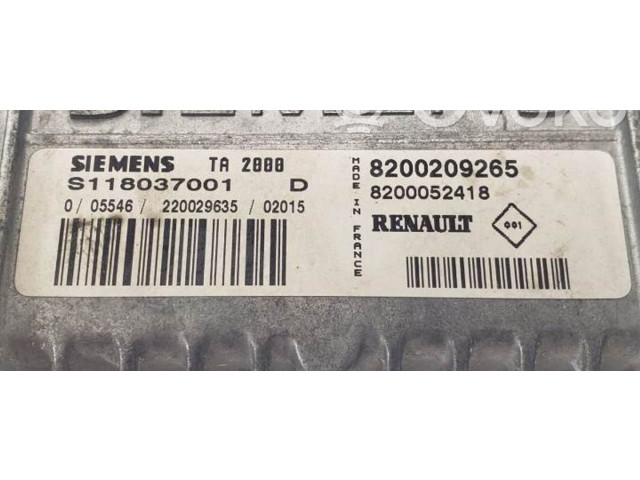 SIEMENS TA 2000
S118037001 D
0/ 05546/ 220029635/ 02015
MADE IN FRANCE
8200209265
8200052418
RENAULT 001